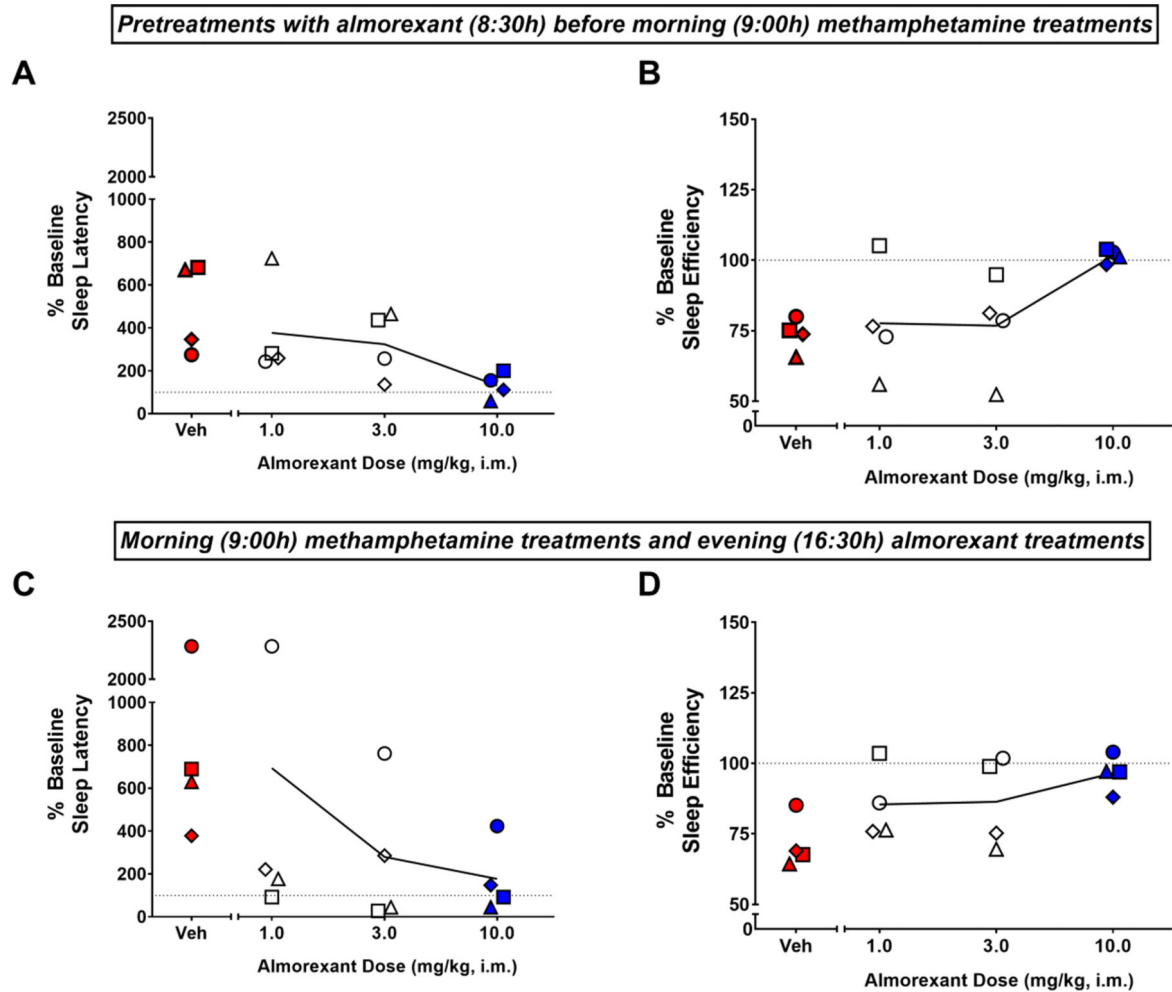 Pretreatments with almorexant (8:30h) before morning (9:00h) methamphetamine treatments
A
% Baseline
Sleep Latency
2500
2000
1000
800
600
400
200
0
Veh
1.0
3.0
10.0
Almorexant Dose (mg/kg, i.m.)
B
% Baseline
Sleep Efficiency
150
125
100
75
50
0
Veh
1.0
3.0
10.0
Almorexant Dose (mg/kg, i.m.)
Morning (9:00h) methamphetamine treatments and evening (16:30h) almorexant treatments
C
% Baseline
Sleep Latency
2500
2000
1000
800
600
400
200
0
Veh
1.0
3.0
10.0
Almorexant Dose (mg/kg, i.m.)
D
% Baseline
Sleep Efficiency
150
125
100
75
50
0
Veh
1.0
3.0
10.0
Almorexant Dose (mg/kg, i.m.)